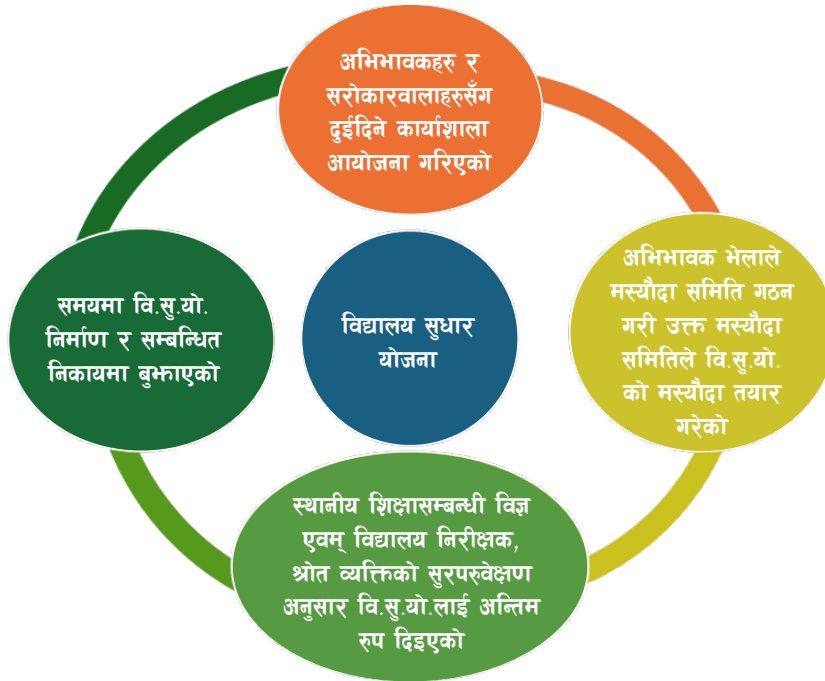 अभिभावकहरु र
सरोकारवालाहरुसँग
दुईदिने कार्याशाला
आयोजना गरिएको
अभिभावक भेलाले
मस्यौदा समिति गठन
गरी उक्त मस्यौदा
समितिले वि.सु.यो.
को मस्यौदा तयार
गरेको
स्थानीय शिक्षासम्बन्धी विज्ञ
एवम् विद्यालय निरीक्षक,
श्रोत व्यक्तिको सुरपरुवेक्षण
अनुसार वि.सु.यो.लाई अन्तिम
रुप दिइएको
समयमा वि.सु.यो.
निर्माण र सम्बन्धित
निकायमा बुझाएको
विद्यालय सुधार
योजना